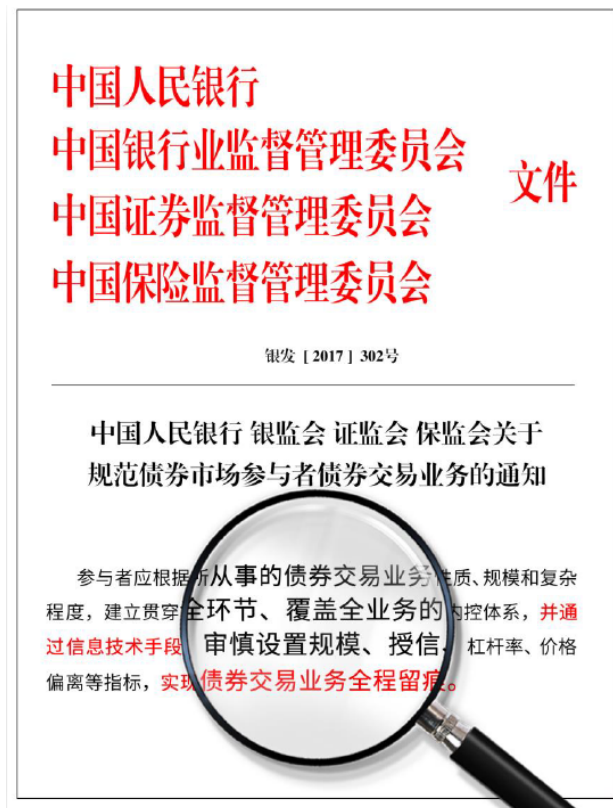 中国人民银行
中国银行业监督管理委员会
文件
中国证券监督管理委员会
中国保险监督管理委员会
银发 [ 2017 ] 302号
中国人民银行 银监会 证监会 保监会关于
规范债券市场参与者债券交易业务的通知
参与者应根据所从事的债券交易业务性质、规模和复杂
程度，建立贯穿全环节、覆盖全业务的内控体系，并通
过信息技术手段，审慎设置规模、授信、杠杆率、价格
偏离等指标，实现债券交易业务全程留痕。